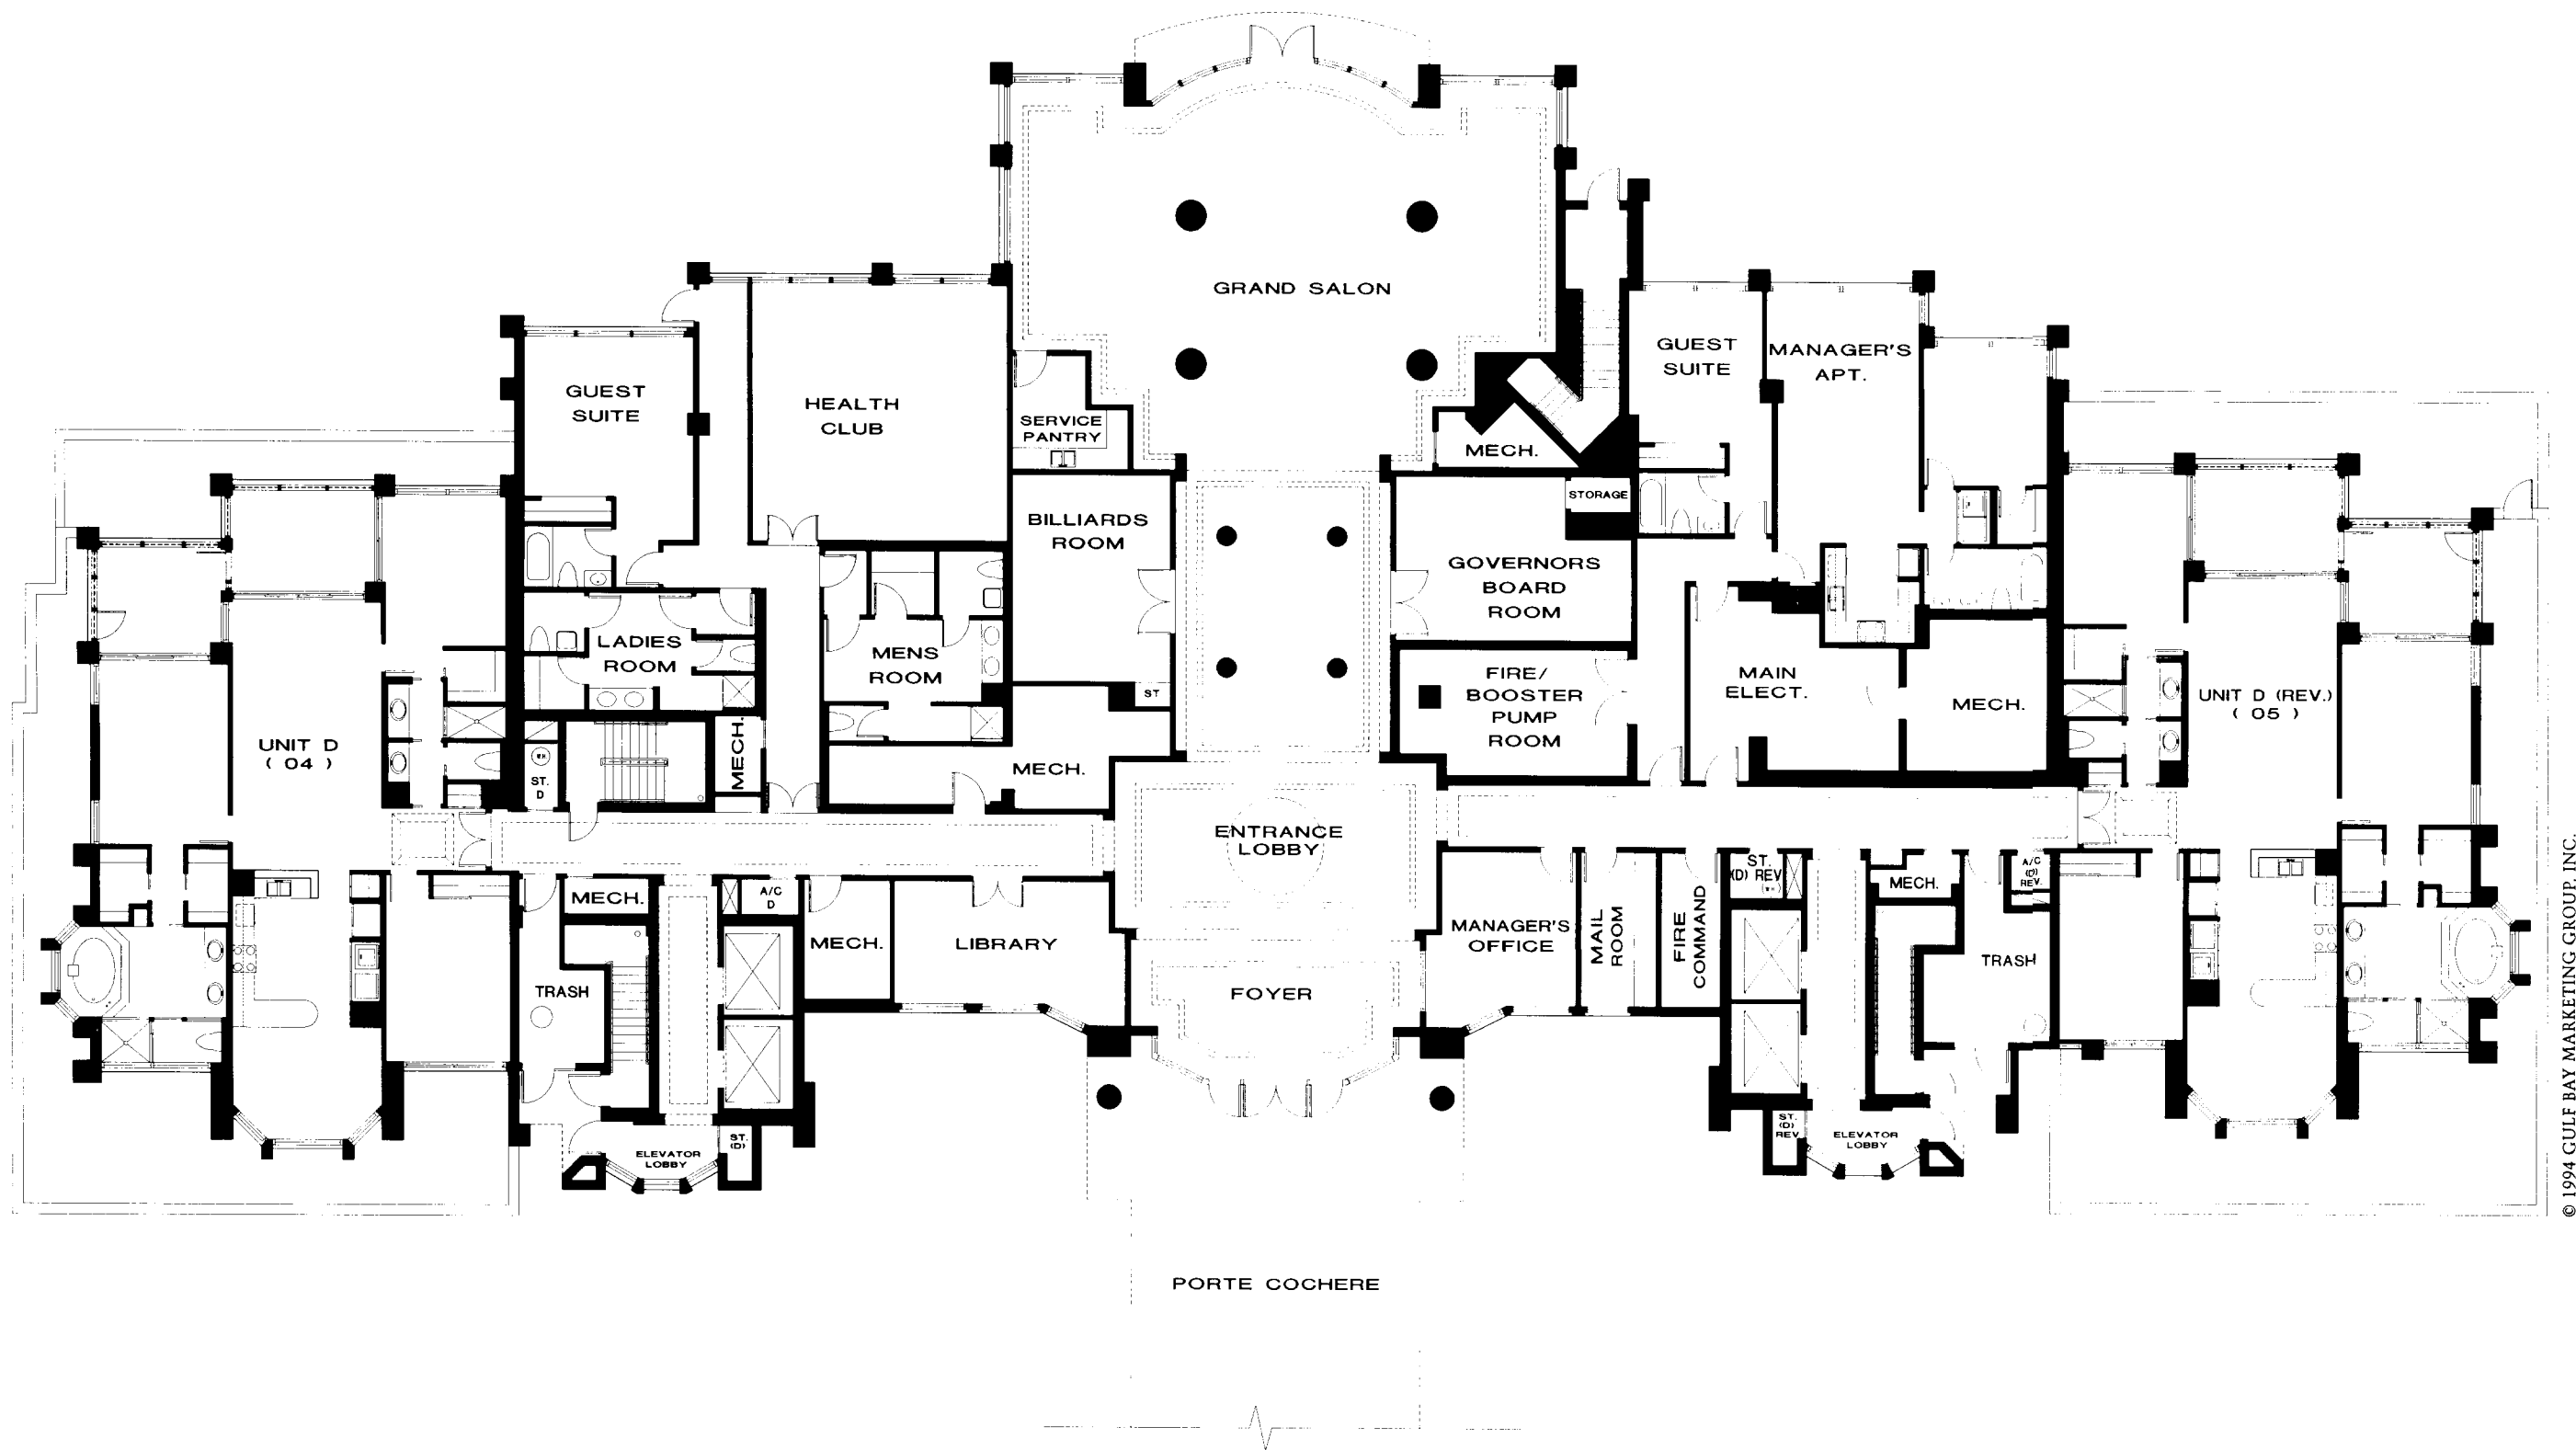 GRAND SALON
GUEST
SUITE
HEALTH
CLUB
SERVICE
PANTRY
MECH.
GUEST
SUITE
MANAGER'S
APT.
STORAGE
BILLIARDS
ROOM
GOVERNORS
BOARD
ROOM
LADIES
ROOM
MENS
ROOM
ST
FIRE/
BOOSTER
PUMP
ROOM
MAIN
ELECT.
MECH.
UNIT D
( 04 )
UNIT D (REV.)
( 05 )
ST.
D
MECH.
MECH.
ENTRANCE
LOBBY
MECH.
A/C
D
MECH.
LIBRARY
MANAGER'S
OFFICE
MAIL
ROOM
FIRE
COMMAND
ST.
(D) REV
MECH.
A/C
(D)
REV.
TRASH
TRASH
FOYER
ELEVATOR
LOBBY
ST.
(D)
ST.
(D)
REV
ELEVATOR
LOBBY
PORTE COCHERE
© 1994 GULF BAY MARKETING GROUP, INC.